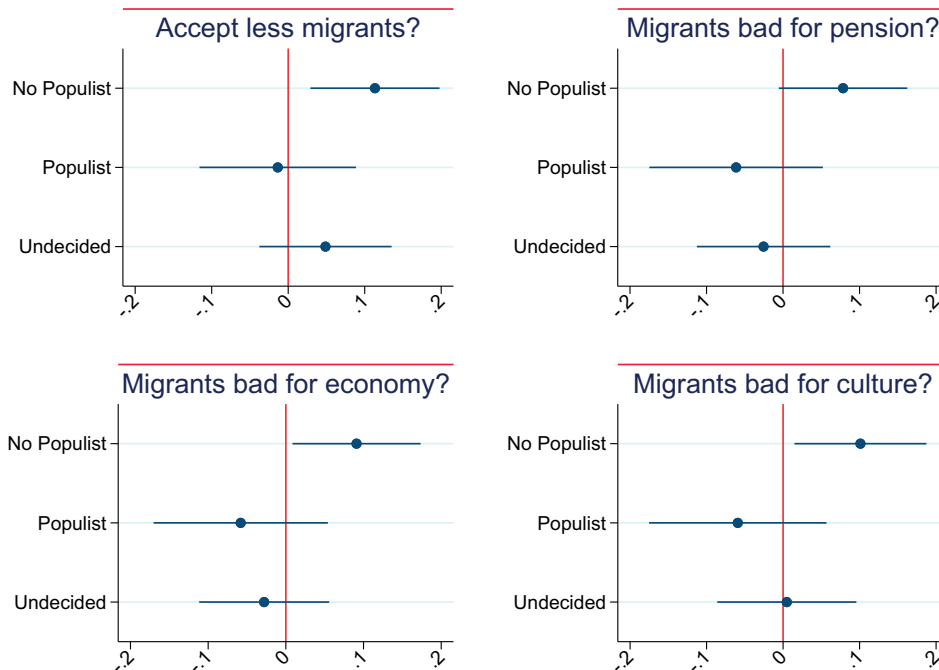 Accept less migrants?
No Populist
Populist
Undecided
-.2 -.1 0 .1 .2
Migrants bad for pension?
No Populist
Populist
Undecided
-.2 -.1 0 .1 .2
Migrants bad for economy?
No Populist
Populist
Undecided
-.2 -.1 0 .1 .2
Migrants bad for culture?
No Populist
Populist
Undecided
-.2 -.1 0 .1 .2